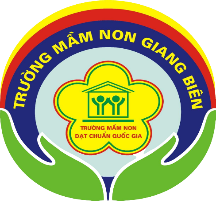 TRƯỜNG MẦM NON GIANG BIÊN
TRƯỜNG MẦM NON
ĐẠT CHUẨN QUỐC GIA